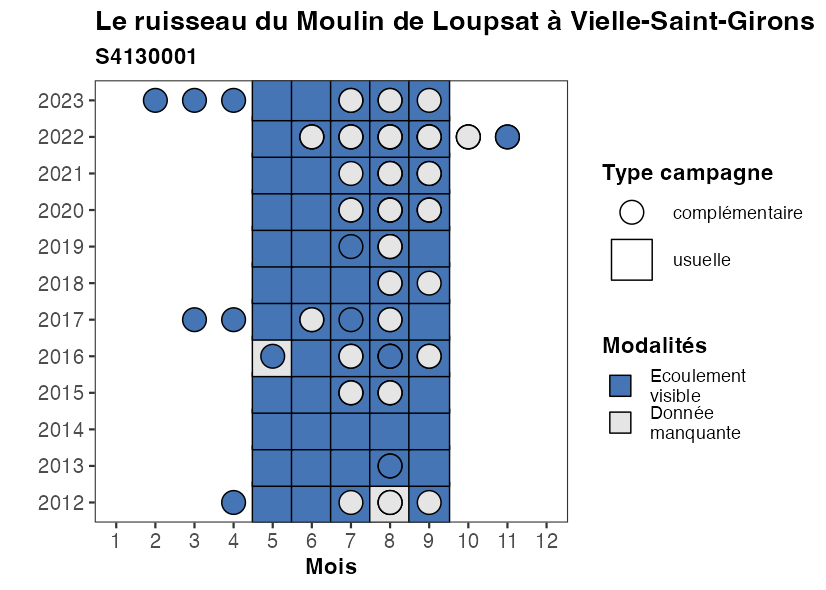 Le ruisseau du Moulin de Loupsat à Vielle-Saint-Girons
S4130001
2023
2022
2021
2020
2019
2018
2017
2016
2015
2014
2013
2012
1 2 3 4 5 6 7 8 9 10 11 12
Mois
Type campagne
complémentaire
usuelle
Modalités
Ecoulement
visible
Donnée
manquante